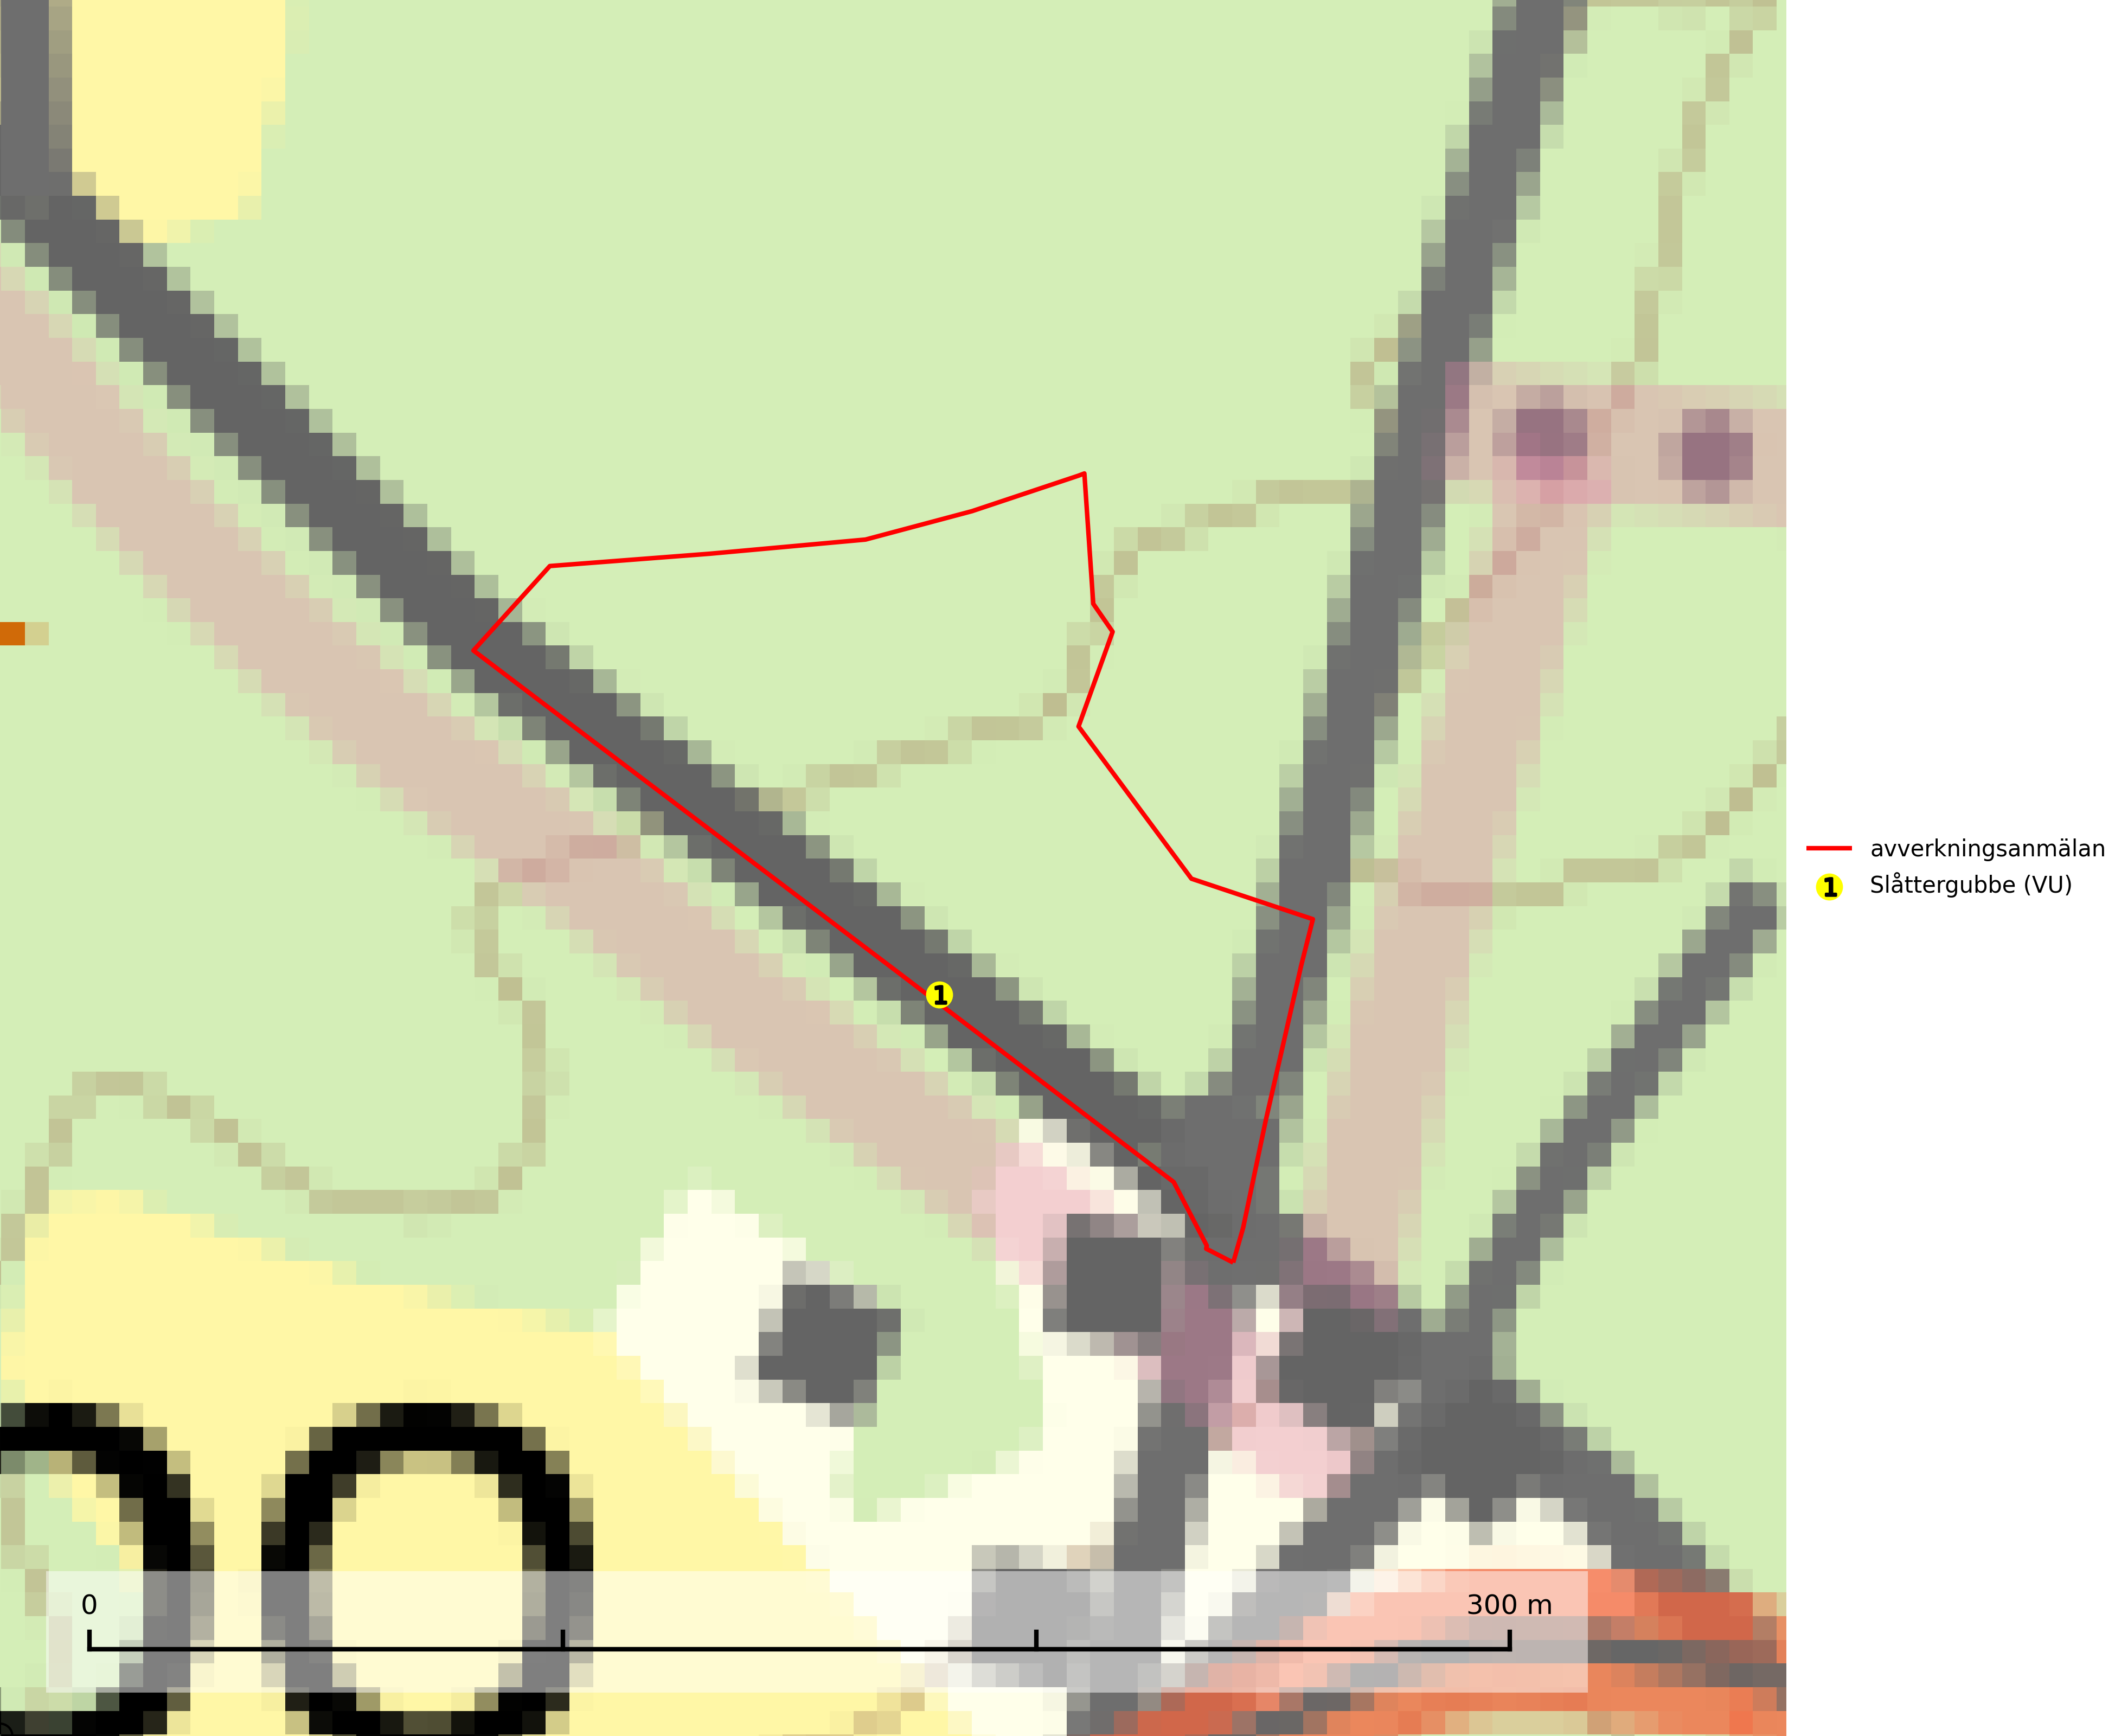 avverkningsanmälan
1 Slåttergubbe (VU)
1
0 300 m